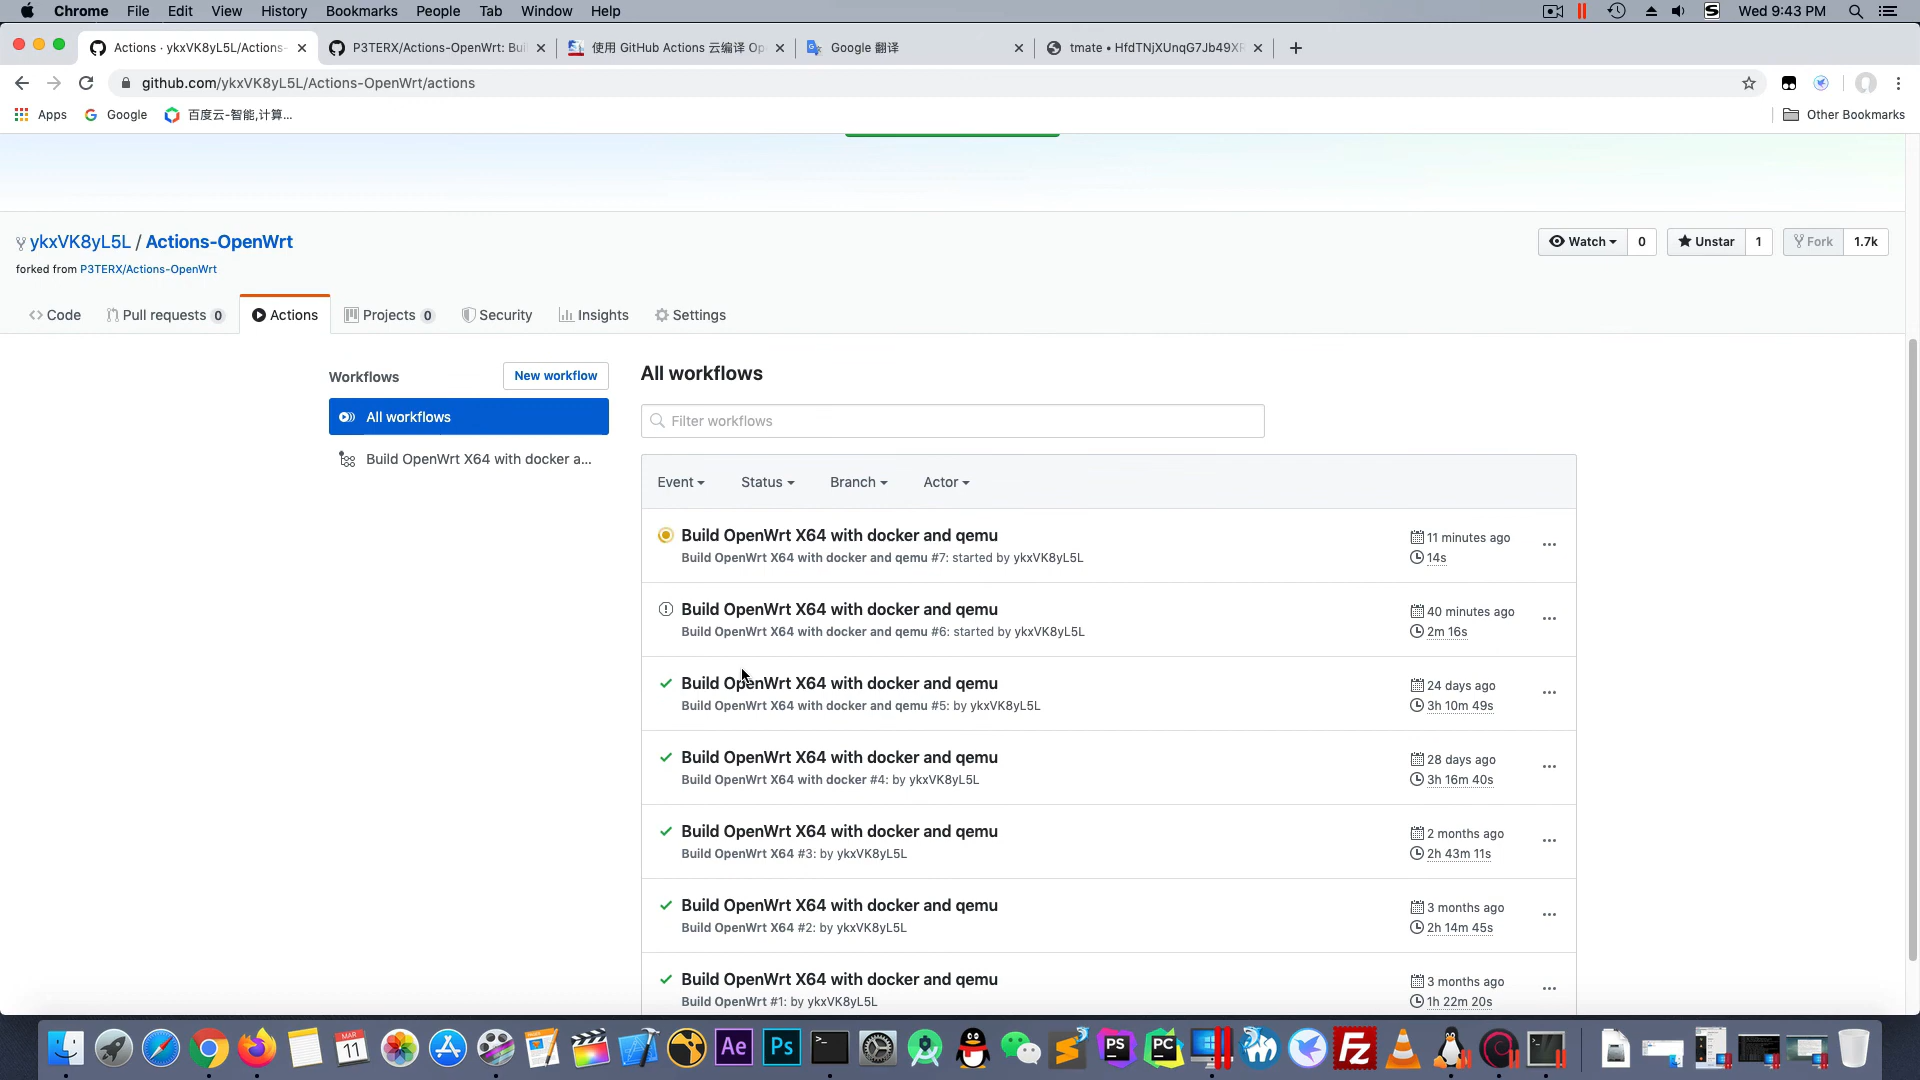 Chrome File Edit View History Bookmarks People Tab Window Help Wed 9:43 PM
Actions · ykxVK8yL5L/Actions- P3TERX/Actions-OpenWrt: Bui 使用 GitHub Actions 云编译 Op Google 翻译 tmate • HfdTNjXUnqG7Jb49XF
github.com/ykxVK8yL5L/Actions-OpenWrt/actions
Apps Google 百度云-智能,计算... Other Bookmarks
ykxVK8yL5L / Actions-OpenWrt Watch 0 Unstar 1 Fork 1.7k
forked from P3TERX/Actions-OpenWrt
Code Pull requests 0 Actions Projects 0 Security Insights Settings
Workflows New workflow All workflows
All workflows Filter workflows
Build OpenWrt X64 with docker a...
Event Status Branch Actor
Build OpenWrt X64 with docker and qemu 11 minutes ago
Build OpenWrt X64 with docker and qemu #7: started by ykxVK8yL5L 14s
Build OpenWrt X64 with docker and qemu 40 minutes ago
Build OpenWrt X64 with docker and qemu #6: started by ykxVK8yL5L 2m 16s
Build OpenWrt X64 with docker and qemu 24 days ago
Build OpenWrt X64 with docker and qemu #5: by ykxVK8yL5L 3h 10m 49s
Build OpenWrt X64 with docker and qemu 28 days ago
Build OpenWrt X64 with docker #4: by ykxVK8yL5L 3h 16m 40s
Build OpenWrt X64 with docker and qemu 2 months ago
Build OpenWrt X64 #3: by ykxVK8yL5L 2h 43m 11s
Build OpenWrt X64 with docker and qemu 3 months ago
Build OpenWrt X64 #2: by ykxVK8yL5L 2h 14m 45s
Build OpenWrt X64 with docker and qemu 3 months ago
Build OpenWrt #1: by ykxVK8yL5L 1h 22m 20s
MAR 11 Ae Ps PS PC FZ